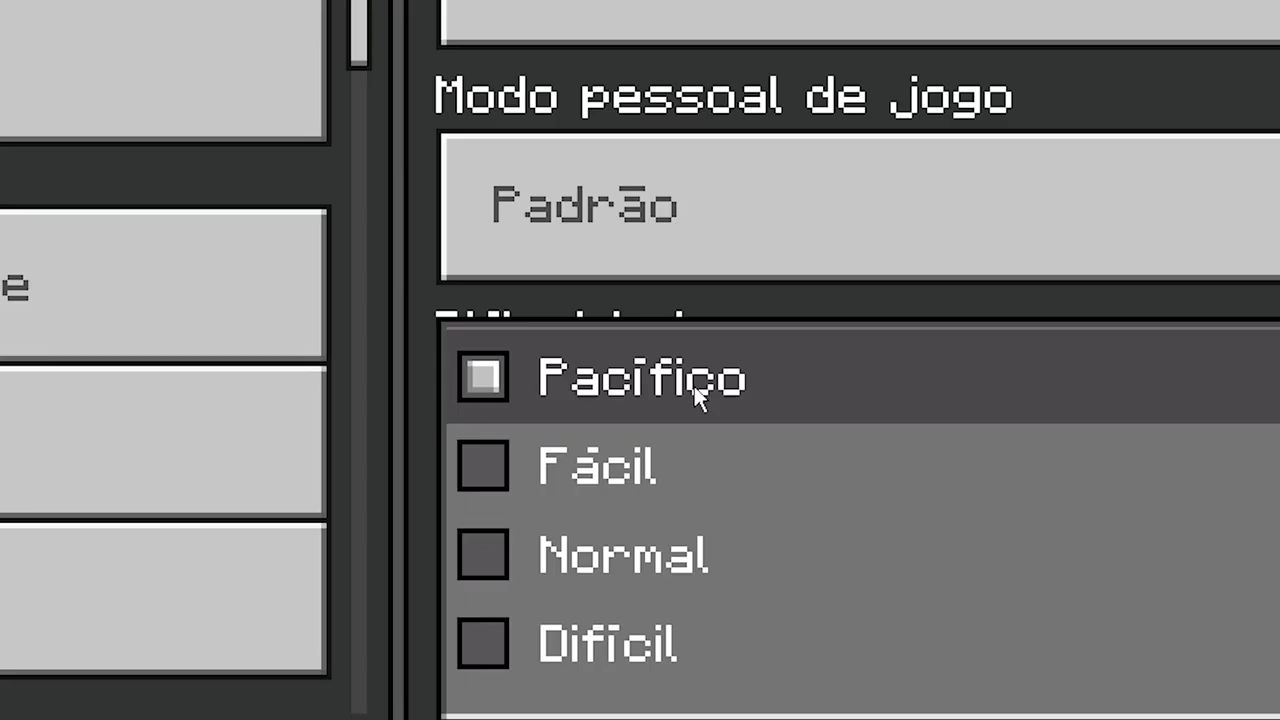 e
Modo pessoal de jogo
Padrão
Pacífico
Fácil
Normal
Difícil